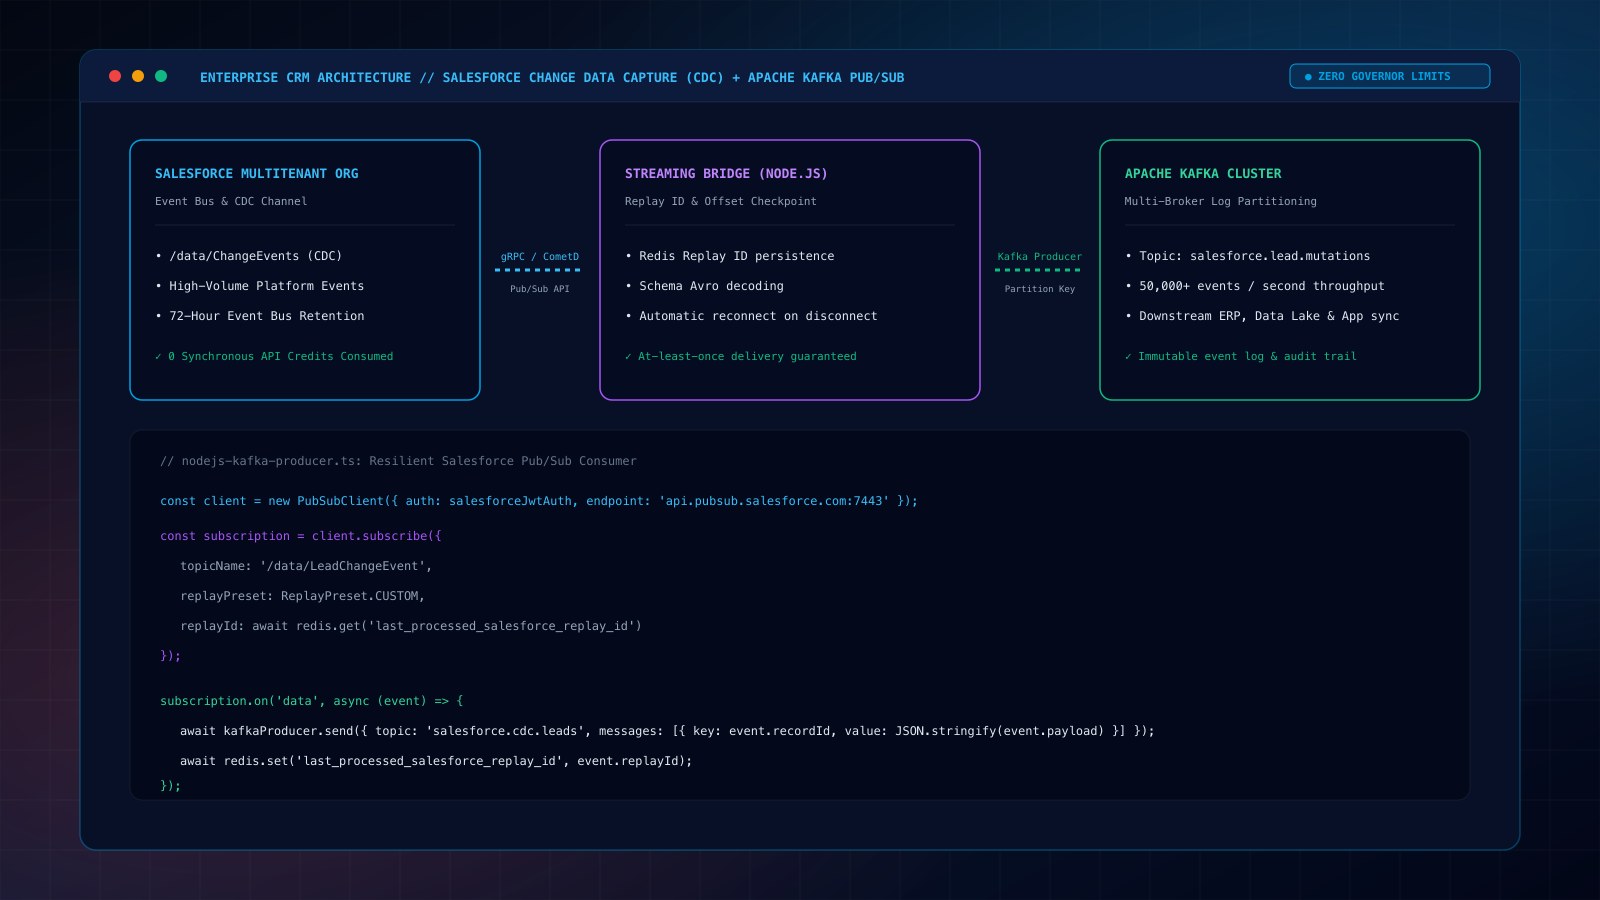 ENTERPRISE CRM ARCHITECTURE // SALESFORCE CHANGE DATA CAPTURE (CDC) + APACHE KAFKA PUB/SUB
● ZERO GOVERNOR LIMITS
SALESFORCE MULTITENANT ORG
Event Bus & CDC Channel
• /data/ChangeEvents (CDC)
• High-Volume Platform Events
• 72-Hour Event Bus Retention
✓ 0 Synchronous API Credits Consumed
gRPC / CometD
Pub/Sub API
STREAMING BRIDGE (NODE.JS)
Replay ID & Offset Checkpoint
• Redis Replay ID persistence
• Schema Avro decoding
• Automatic reconnect on disconnect
✓ At-least-once delivery guaranteed
Kafka Producer
Partition Key
APACHE KAFKA CLUSTER
Multi-Broker Log Partitioning
• Topic: salesforce.lead.mutations
• 50,000+ events / second throughput
• Downstream ERP, Data Lake & App sync
✓ Immutable event log & audit trail
// nodejs-kafka-producer.ts: Resilient Salesforce Pub/Sub Consumer
const client = new PubSubClient({ auth: salesforceJwtAuth, endpoint: 'api.pubsub.salesforce.com:7443' });
const subscription = client.subscribe({
topicName: '/data/LeadChangeEvent',
replayPreset: ReplayPreset.CUSTOM,
replayId: await redis.get('last_processed_salesforce_replay_id')
});
subscription.on('data', async (event) => {
await kafkaProducer.send({ topic: 'salesforce.cdc.leads', messages: [{ key: event.recordId, value: JSON.stringify(event.payload) }] });
await redis.set('last_processed_salesforce_replay_id', event.replayId);
});